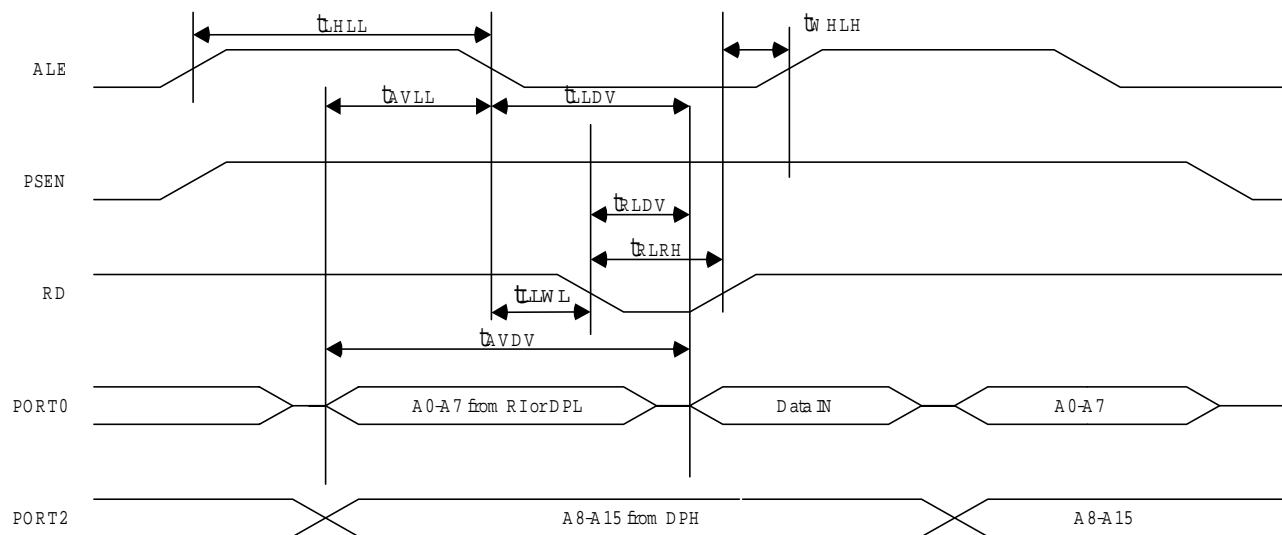 tLHLL
tWHLH
ALE
tAVLL
tLLDV
PSEN
tRLDV
tRLRH
RD
tLLWL
tAVDV
PORT0
A0-A7 from RI or DPL
Data IN
A0-A7
PORT2
A8-A15 from DPH
A8-A15